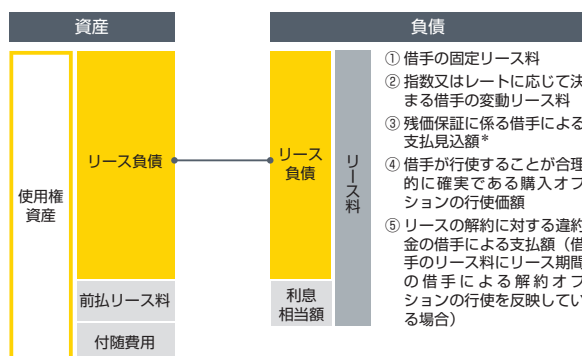 資産
負債
使用権
資産
リース負債
前払リース料
付随費用
リース
負債
利息
相当額
リース料
① 借手の固定リース料
② 指数又はレートに応じて決
まる借手の変動リース料
③ 残価保証に係る借手による
支払見込額*
④ 借手が行使することが合理
的に確実である購入オプ
ションの行使価額
⑤ リースの解約に対する違約
金の借手による支払額（借
手のリース料にリース期間
の借手による解約オプ
ションの行使を反映してい
る場合）